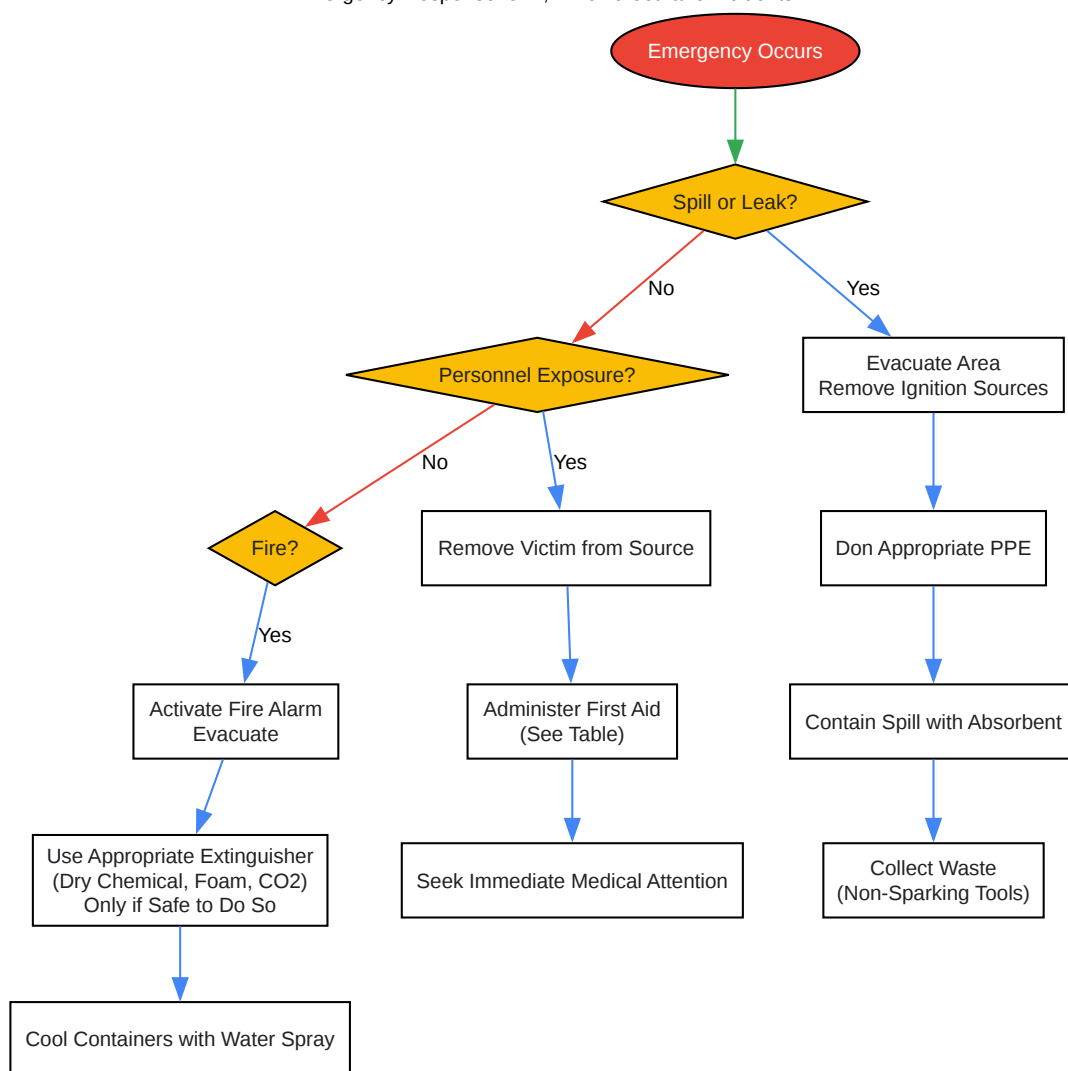 Emergency Occurs
Spill or Leak?
No
Yes
Personnel Exposure?
Evacuate Area
Remove Ignition Sources
No
Yes
Fire?
Remove Victim from Source
Don Appropriate PPE
Yes
Activate Fire Alarm
Evacuate
Administer First Aid
(See Table)
Contain Spill with Absorbent
Use Appropriate Extinguisher
(Dry Chemical, Foam, CO2)
Only if Safe to Do So
Seek Immediate Medical Attention
Collect Waste
(Non-Sparking Tools)
Cool Containers with Water Spray